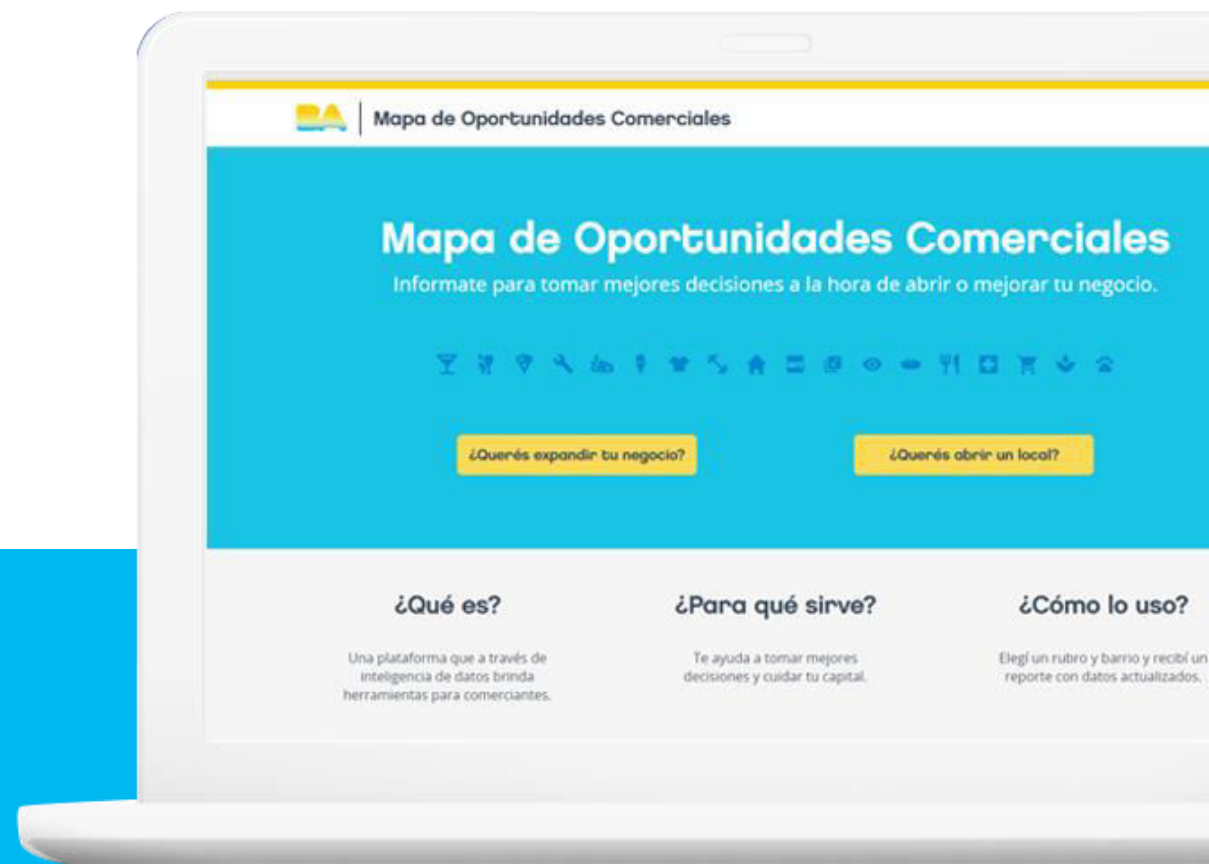 BA
Mapa de Oportunidades Comerciales
Mapa de Oportunidades Comerciales
Informate para tomar mejores decisiones a la hora de abrir o mejorar tu negocio.
¿Querés expandir tu negocio?
¿Querés abrir un local?
¿Qué es?
Una plataforma que a través de
inteligencia de datos brinda
herramientas para comerciantes.
¿Para qué sirve?
Te ayuda a tomar mejores
decisiones y cuidar tu capital.
¿Cómo lo uso?
Elegí un rubro y barrio y recibí un
reporte con datos actualizados.